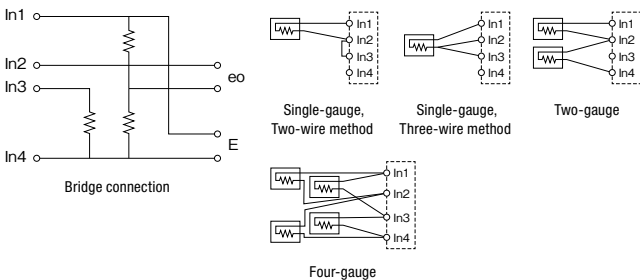 In1
In2
In3
In4
eo
E
Bridge connection
In1
In2
In3
In4
Single-gauge,
Two-wire method
In1
In2
In3
In4
Single-gauge,
Three-wire method
In1
In2
In3
In4
Two-gauge
In1
In2
In3
In4
Four-gauge